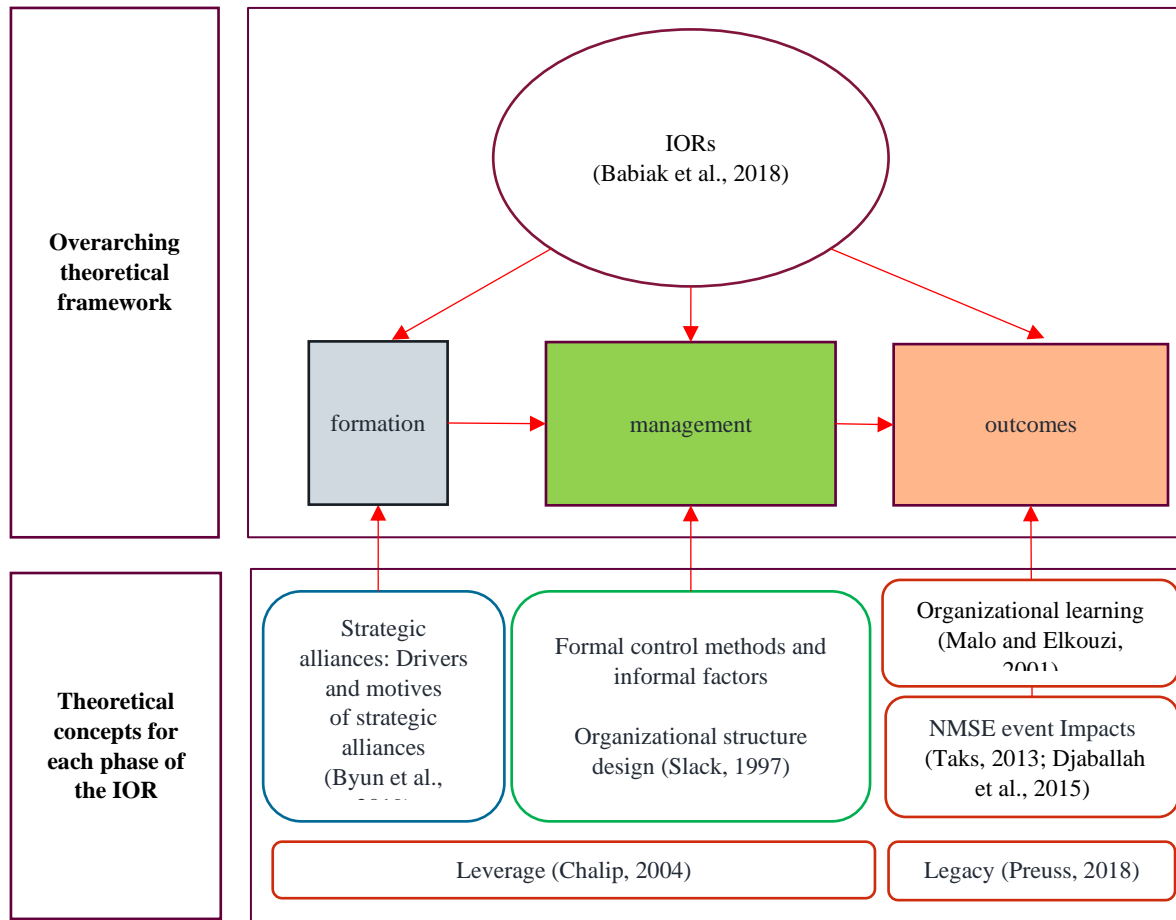 IORs
(Babiak et al., 2018)
Overarching
theoretical
framework
formation
management
outcomes
Theoretical
concepts for
each phase of
the IOR
Strategic
alliances: Drivers
and motives
of strategic
alliances
(Byun et al.,
Formal control methods and
informal factors
Organizational structure
design (Slack, 1997)
Organizational learning
(Malo and Elkouzi,
2001)
NMSE event Impacts
(Taks, 2013; Djaballah
et al., 2015)
Leverage (Chalip, 2004)
Legacy (Preuss, 2018)